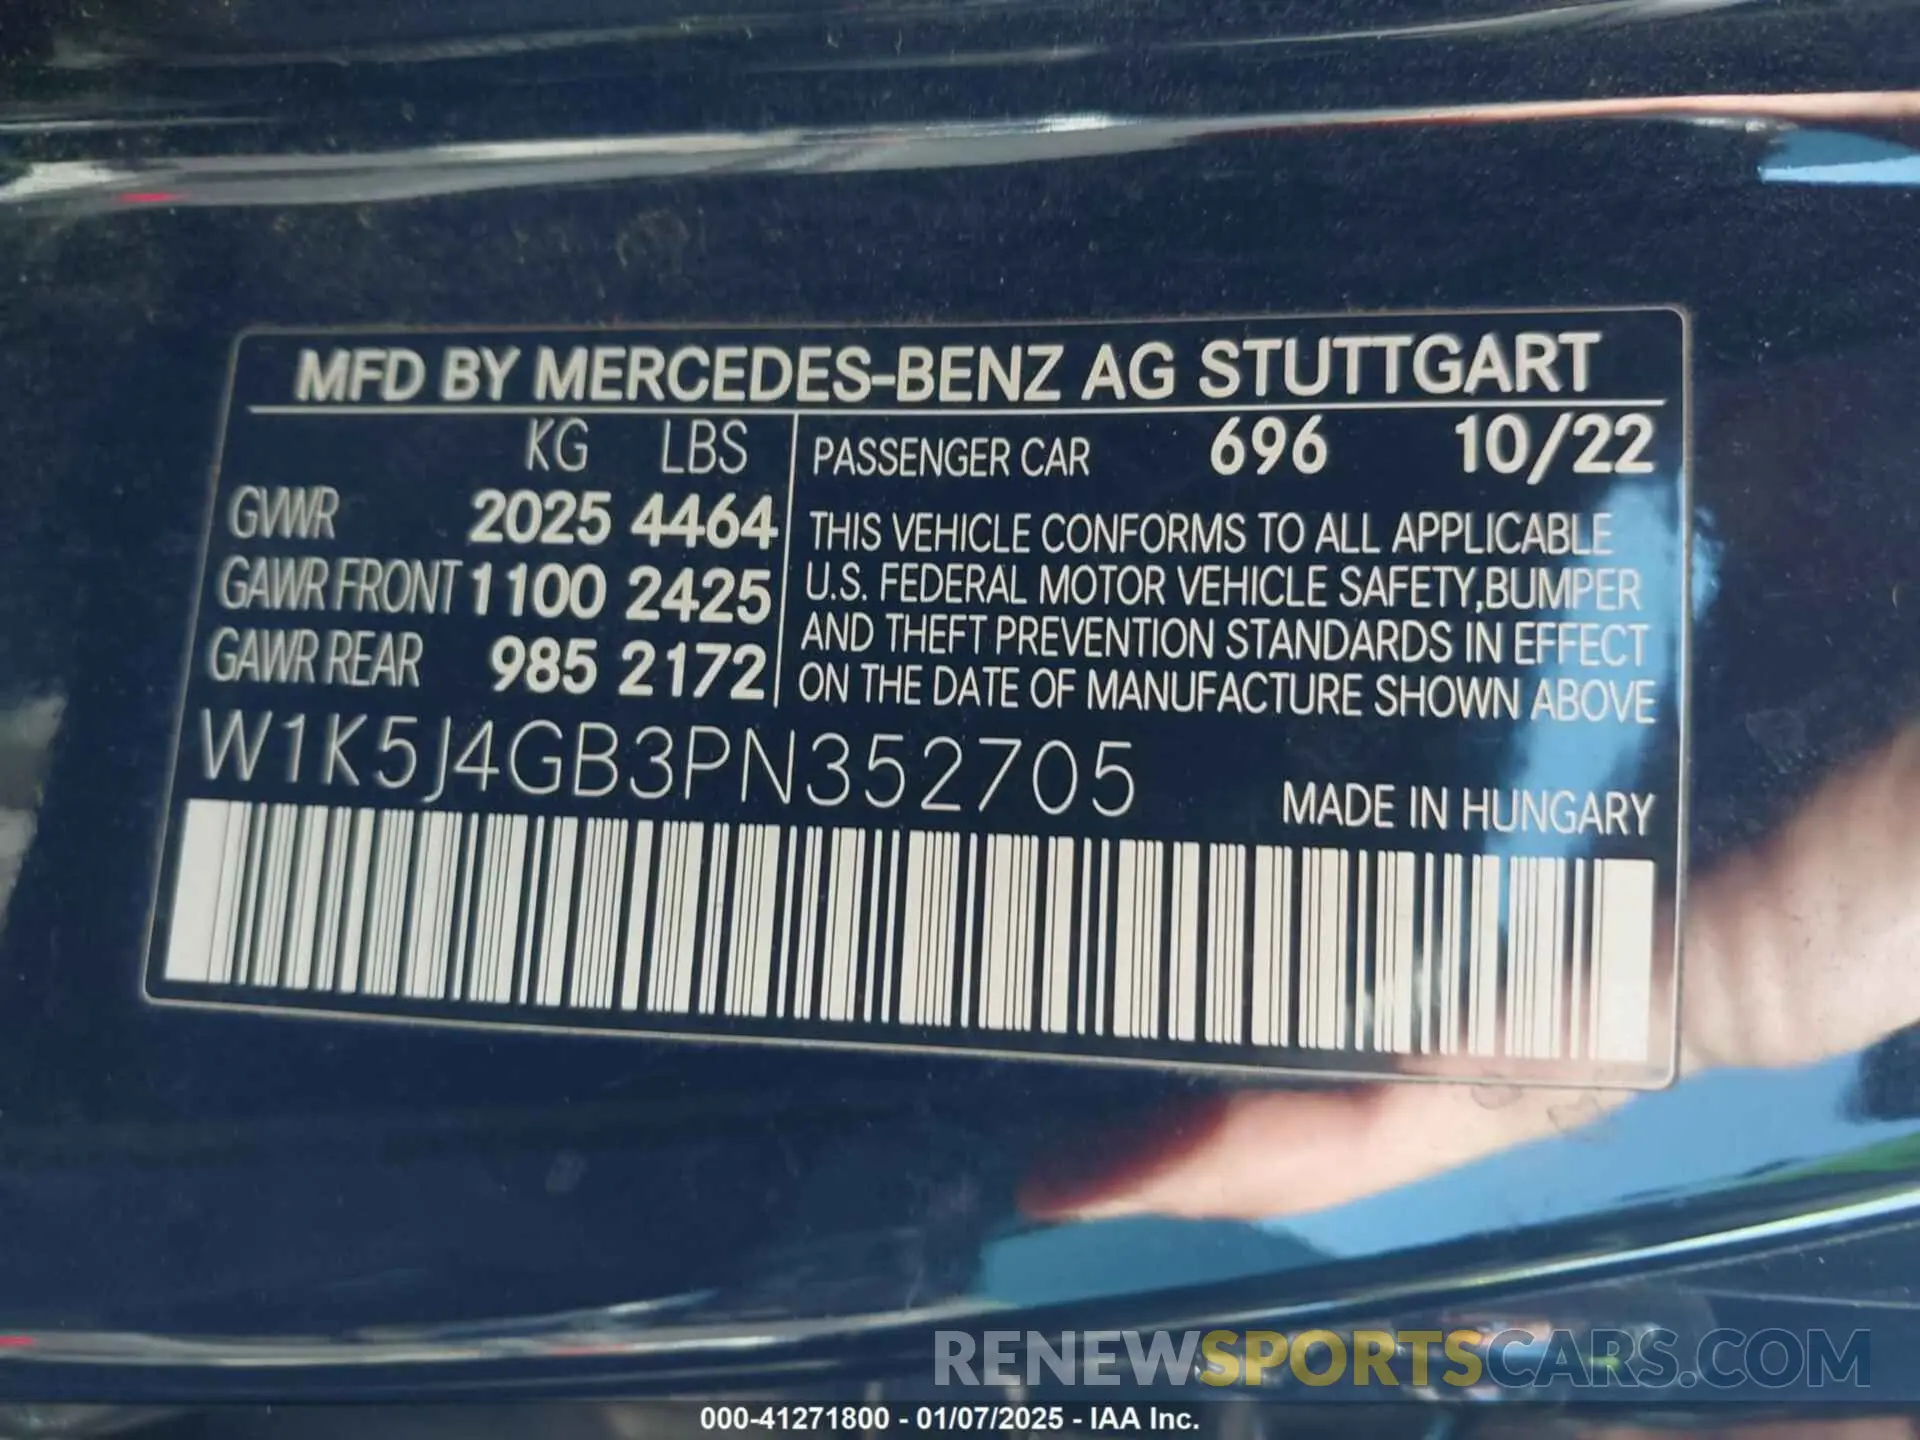 MFD BY MERCEDES-BENZ AG STUTTGART
KG LBS
GVWR 2025 4464
GAWR FRONT 1100 2425
GAWR REAR 985 2172
PASSENGER CAR 696 10/22
THIS VEHICLE CONFORMS TO ALL APPLICABLE
U.S. FEDERAL MOTOR VEHICLE SAFETY,BUMPER
AND THEFT PREVENTION STANDARDS IN EFFECT
ON THE DATE OF MANUFACTURE SHOWN ABOVE
W1K5J4GB3PN352705
MADE IN HUNGARY
RENEWSPORTSCARS.COM
000-41271800 - 01/07/2025 - IAA Inc.